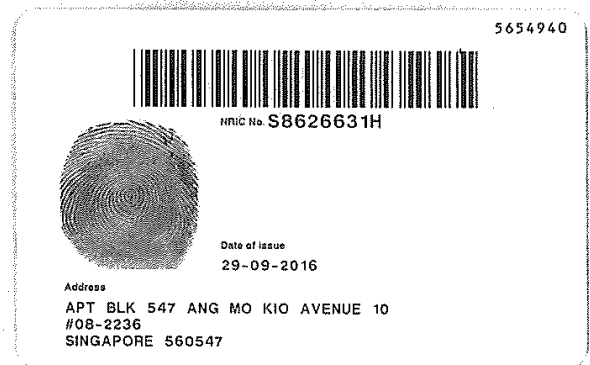 5654940
NRIC No. S8626631H
Date of issue
29-09-2016
Address
APT BLK 547 ANG MO KIO AVENUE 10
#08-2236
SINGAPORE 560547